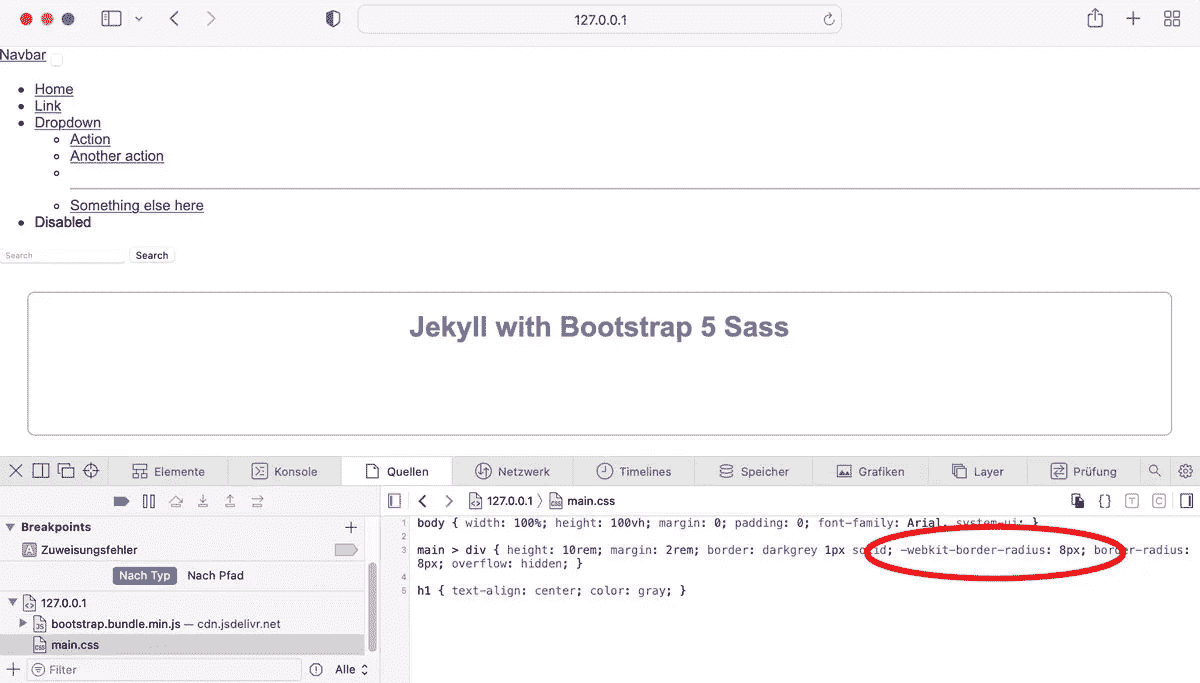 127.0.0.1
Navbar
Home
Link
Dropdown
Action
Another action
Something else here
Disabled
Search Search
Jekyll with Bootstrap 5 Sass
Elemente Konsole Quellen Netzwerk Timelines Speicher Grafiken Layer Prüfung
127.0.0.1 〉 main.css
Breakpoints
Zuweisungsfehler
Nach Typ Nach Pfad
127.0.0.1
bootstrap.bundle.min.js — cdn.jsdelivr.net
main.css
Filter Alle
1 body { width: 100%; height: 100vh; margin: 0; padding: 0; font-family: Arial, system-ui; }
2
3 main > div { height: 10rem; margin: 2rem; border: darkgrey 1px solid; -webkit-border-radius: 8px; border-radius:
8px; overflow: hidden; }
4
5 h1 { text-align: center; color: gray; }